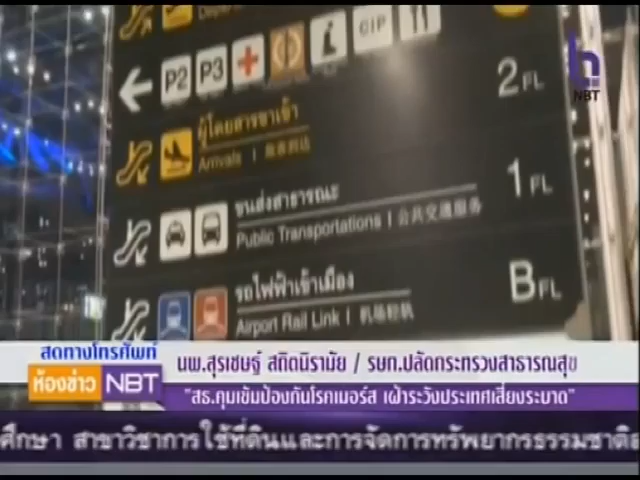 P2 P3 CIP
2 FL
NBT
ผู้โดยสารขาเข้า
Arrivals
ขนส่งสาธารณะ
1 FL
Public Transportations | 公共交通服务
รถไฟฟ้าเข้าเมือง
B FL
Airport Rail Link | 机场轻轨
สดทางโทรศัพท์
นพ.สุรเชษฐ์ สถิตนิรามัย / รษท.ปลัดกระทรวงสาธารณสุข
ห้องข่าว NBT
"สธ.คุมเข้มป้องกันโรคเมอร์ส เฝ้าระวังประเทศเสี่ยงระบาด"
ศึกษา สาขาวิชาการใช้ที่ดินและการจัดการทรัพยากรธรรมชาติ